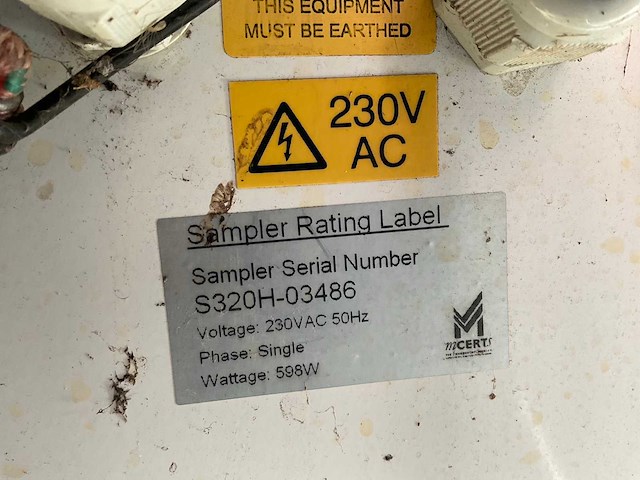 THIS EQUIPMENT
MUST BE EARTHED
230V
AC
Sampler Rating Label
Sampler Serial Number
S320H-03486
Voltage: 230VAC 50Hz
Phase: Single
Wattage: 598W
mCERTs